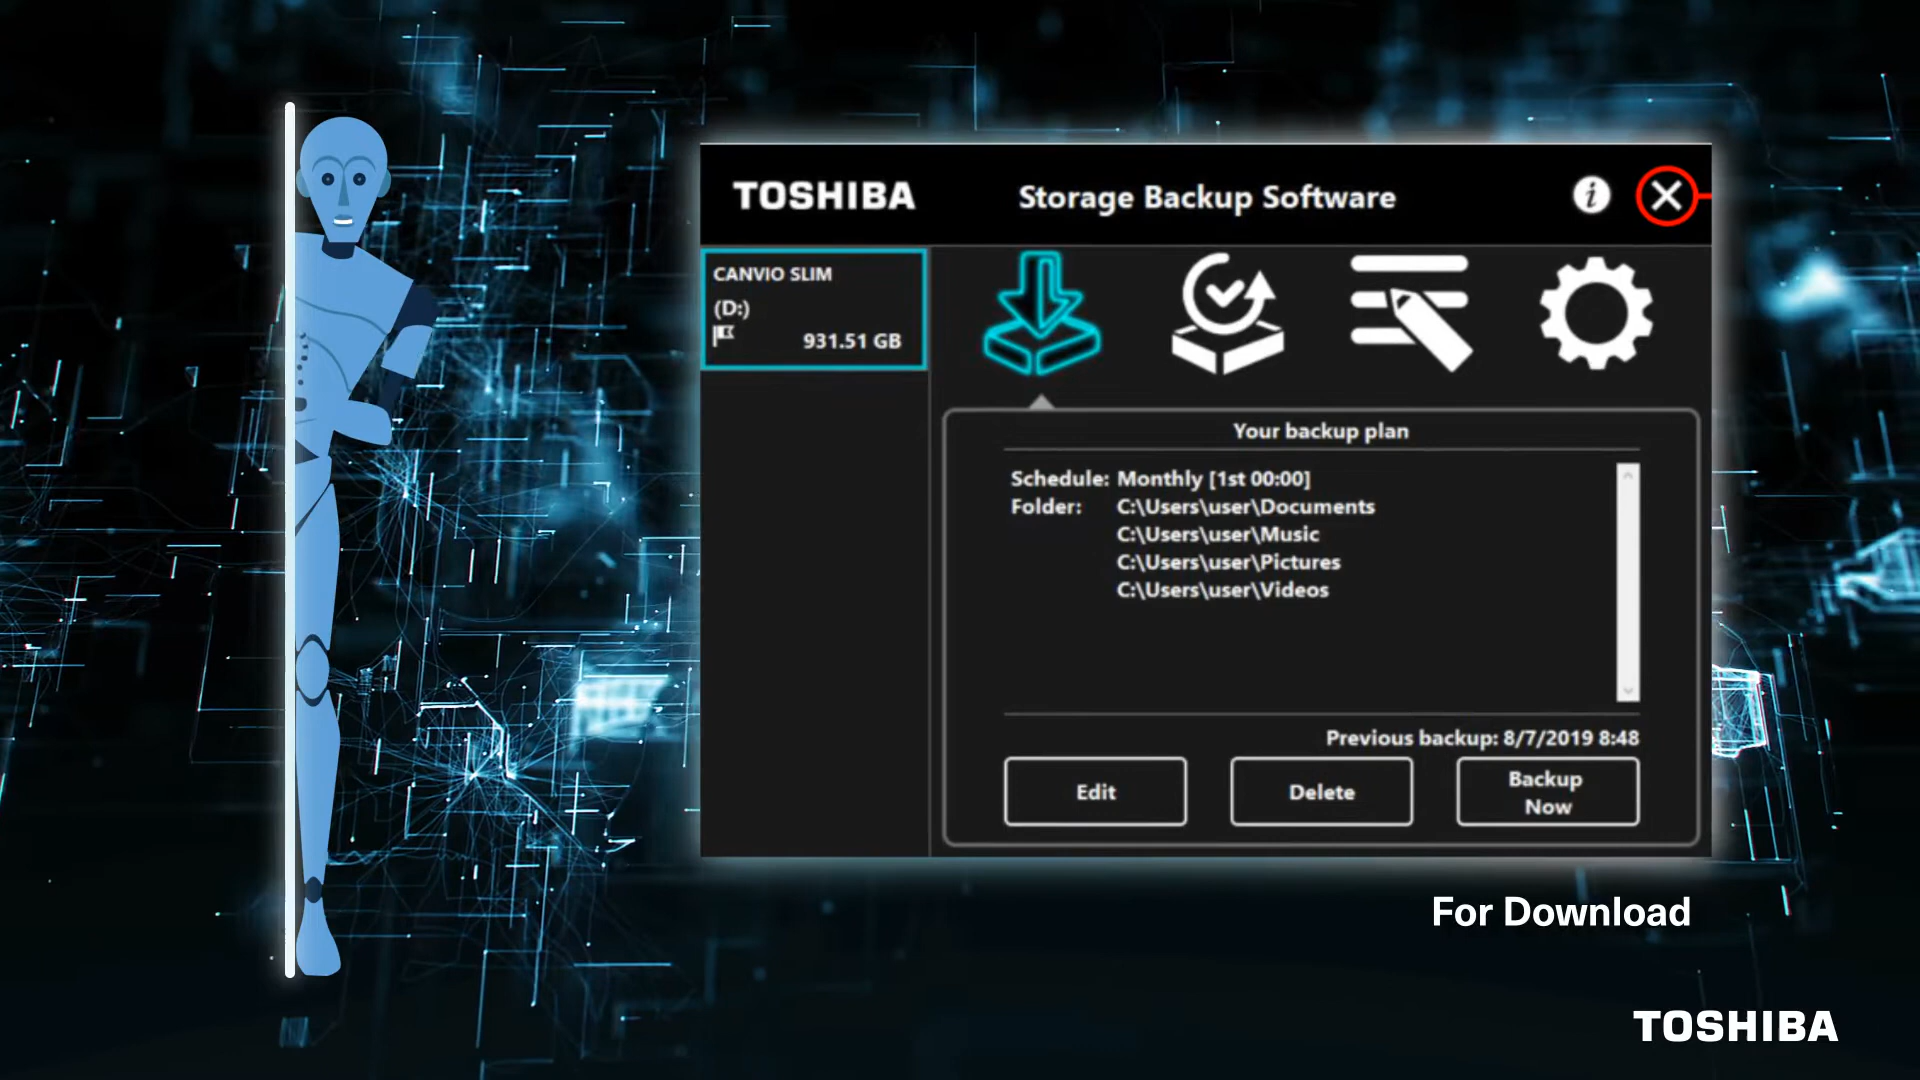 TOSHIBA
Storage Backup Software
CANVIO SLIM
(D:)
931.51 GB
Your backup plan
Schedule: Monthly [1st 00:00]
Folder: C:\Users\user\Documents
C:\Users\user\Music
C:\Users\user\Pictures
C:\Users\user\Videos
Previous backup: 8/7/2019 8:48
Edit
Delete
Backup
Now
For Download
TOSHIBA